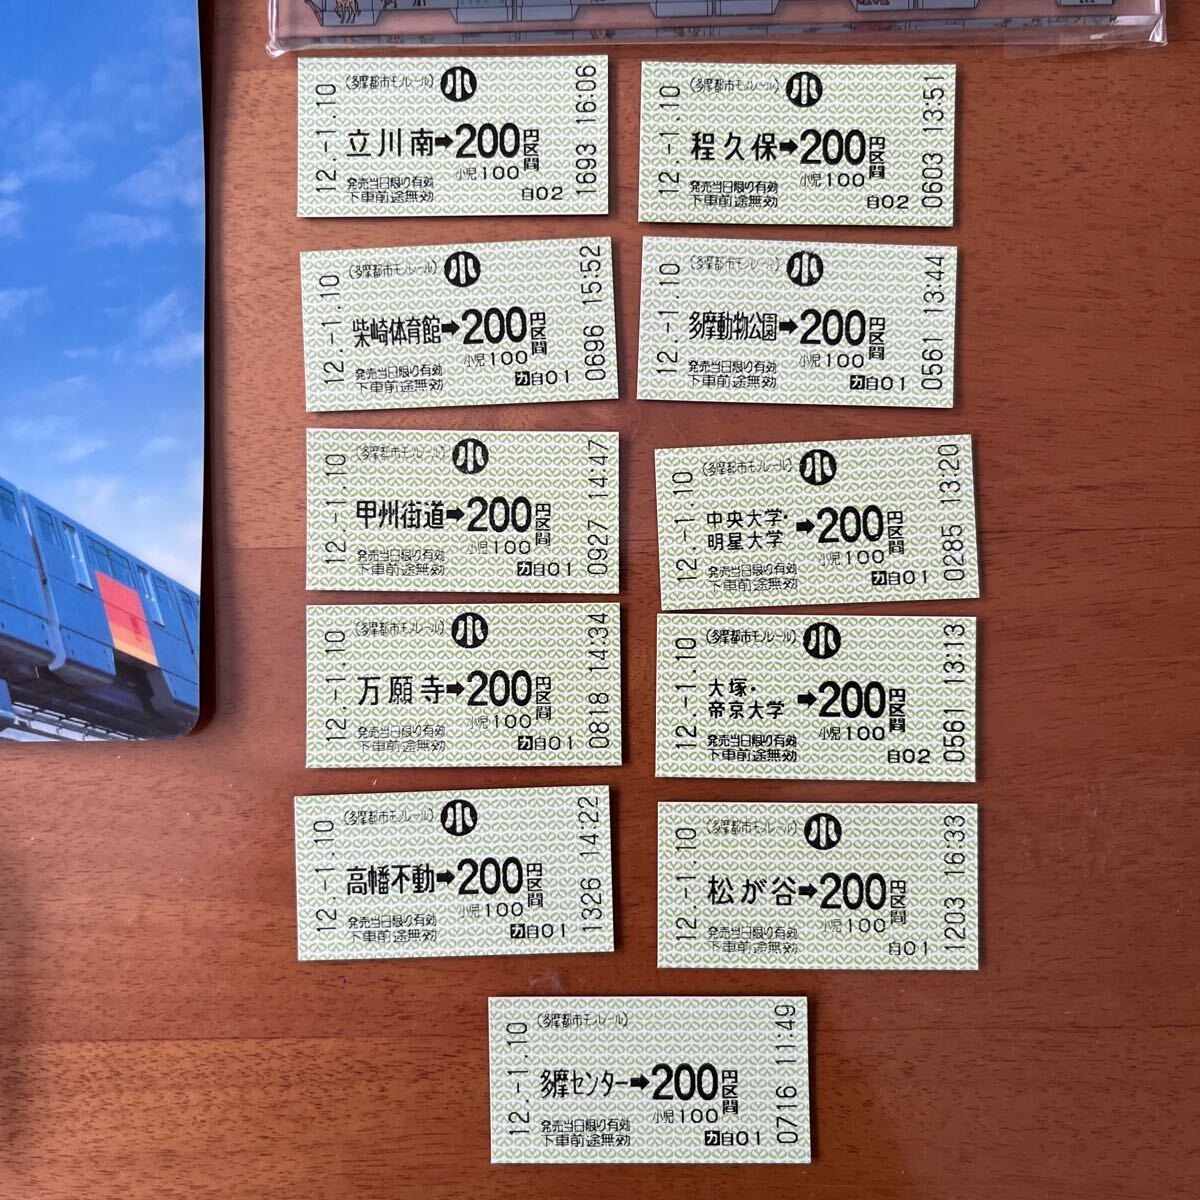 12.-1.10
(多摩都市モノレール) 小
立川南➡200円区間
小児100
発売当日限り有効
下車前途無効
自02
1693 16:06
12.-1.10
(多摩都市モノレール) 小
程久保➡200円区間
小児100
発売当日限り有効
下車前途無効
自02
0603 13:51
12.-1.10
(多摩都市モノレール) 小
柴崎体育館➡200円区間
小児100
発売当日限り有効
下車前途無効
カ自01
0696 15:52
12.-1.10
(多摩都市モノレール) 小
多摩動物公園➡200円区間
小児100
発売当日限り有効
下車前途無効
カ自01
0561 13:44
12.-1.10
(多摩都市モノレール) 小
甲州街道➡200円区間
小児100
発売当日限り有効
下車前途無効
カ自01
0927 14:47
12.-1.10
(多摩都市モノレール) 小
中央大学・
明星大学➡200円区間
小児100
発売当日限り有効
下車前途無効
カ自01
0285 13:20
12.-1.10
(多摩都市モノレール) 小
万願寺➡200円区間
小児100
発売当日限り有効
下車前途無効
カ自01
0818 14:34
12.-1.10
(多摩都市モノレール) 小
大塚・
帝京大学➡200円区間
小児100
発売当日限り有効
下車前途無効
自02
0561 13:13
12.-1.10
(多摩都市モノレール) 小
高幡不動➡200円区間
小児100
発売当日限り有効
下車前途無効
カ自01
1326 14:22
12.-1.10
(多摩都市モノレール) 小
松が谷➡200円区間
小児100
発売当日限り有効
下車前途無効
自01
1203 16:33
12.-1.10
(多摩都市モノレール)
多摩センター➡200円区間
小児100
発売当日限り有効
下車前途無効
カ自01
0716 11:49